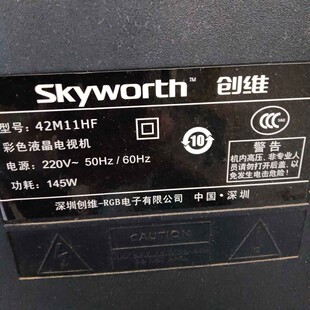 Skyworth™ 创维
型号: 42M11HF
彩色液晶电视机
电源: 220V~ 50Hz/60Hz
功耗: 145W
10
CCC
警告
机内高压、非专业人
员请勿打开后盖、以
免发生电击危险!
深圳创维-RGB电子有限公司 中国·深圳
CAUTION